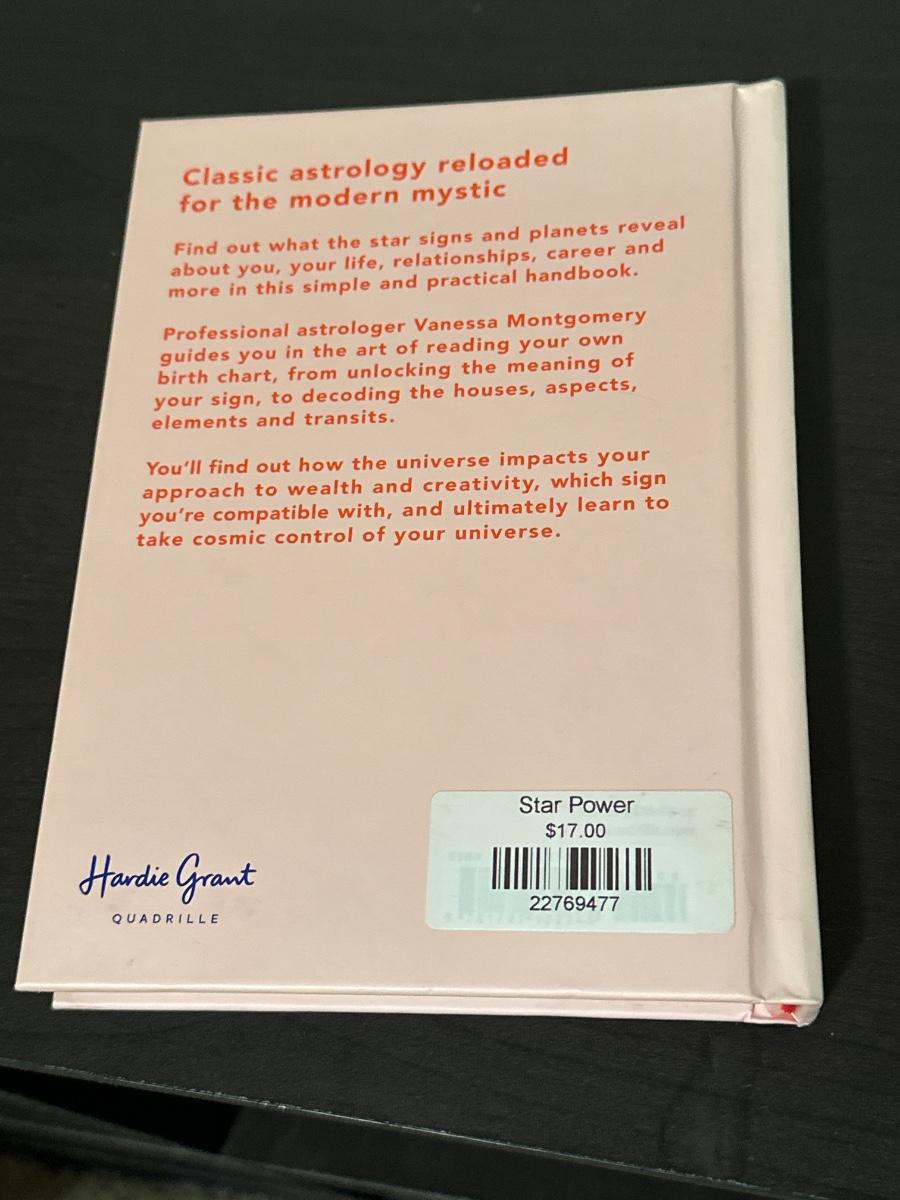 Classic astrology reloaded
for the modern mystic
Find out what the star signs and planets reveal
about you, your life, relationships, career and
more in this simple and practical handbook.
Professional astrologer Vanessa Montgomery
guides you in the art of reading your own
birth chart, from unlocking the meaning of
your sign, to decoding the houses, aspects,
elements and transits.
You'll find out how the universe impacts your
approach to wealth and creativity, which sign
you're compatible with, and ultimately learn to
take cosmic control of your universe.
Star Power
$17.00
22769477
Hardie Grant
QUADRILLE